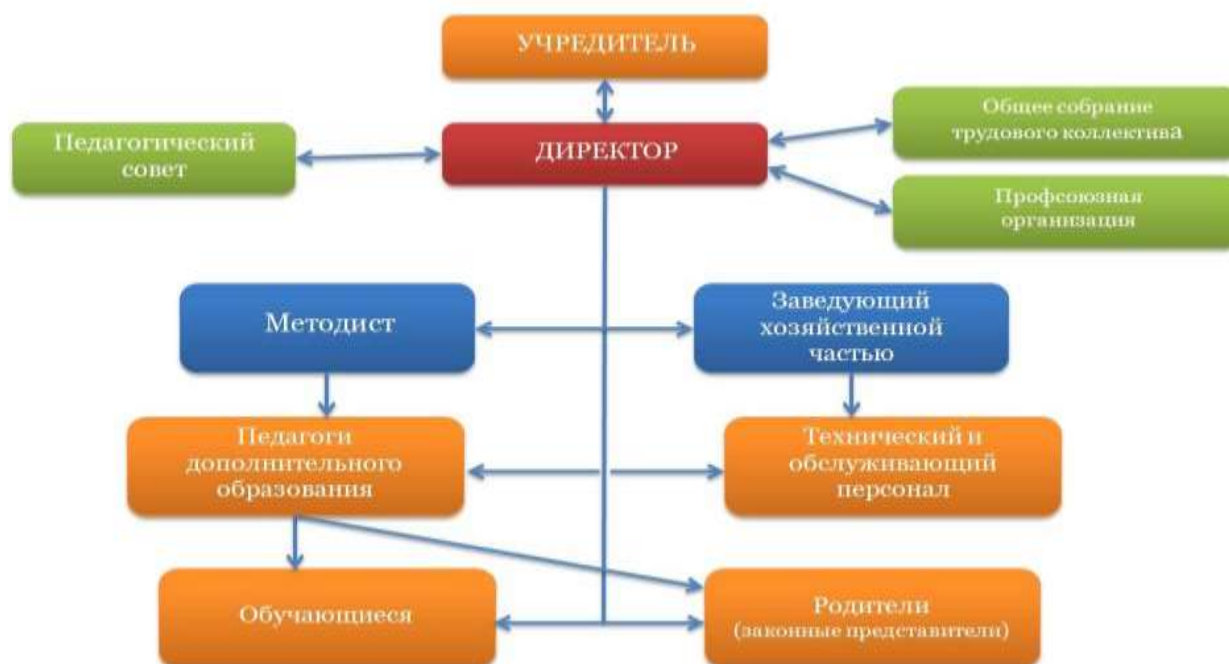 УЧРЕДИТЕЛЬ
Общее собрание
трудового коллектива
Педагогический
совет
ДИРЕКТОР
Профсоюзная
организация
Методист
Заведующий
хозяйственной
частью
Педагоги
дополнительного
образования
Технический и
обслуживающий
персонал
Обучающиеся
Родители
(законные представители)